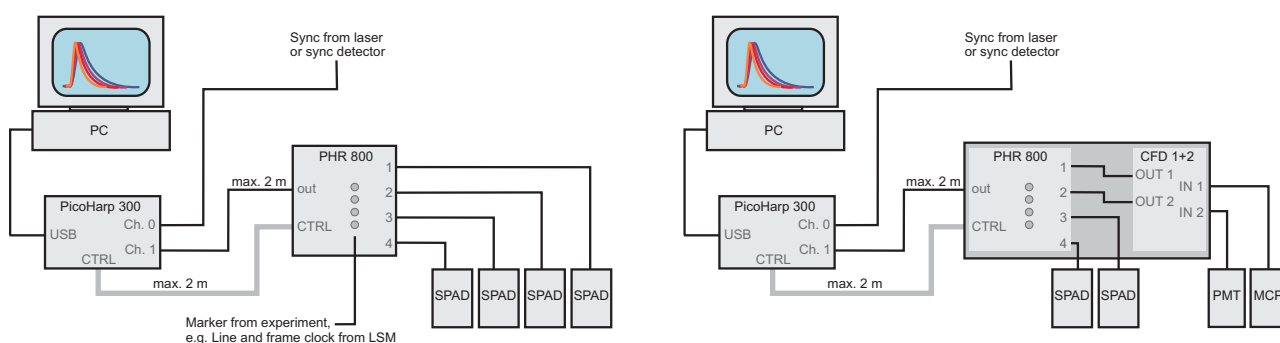 Sync from laser
or sync detector
PC
PHR 800
1
2
3
4
max. 2 m
out
CTRL
PicoHarp 300
Ch. 0
USB
Ch. 1
CTRL
max. 2 m
SPAD
SPAD
SPAD
SPAD
Marker from experiment,
e.g. Line and frame clock from LSM
Sync from laser
or sync detector
PC
PHR 800
CFD 1+2
1
OUT 1
IN 1
2
OUT 2
IN 2
3
4
max. 2 m
out
CTRL
PicoHarp 300
Ch. 0
USB
Ch. 1
CTRL
max. 2 m
SPAD
SPAD
PMT
MCP